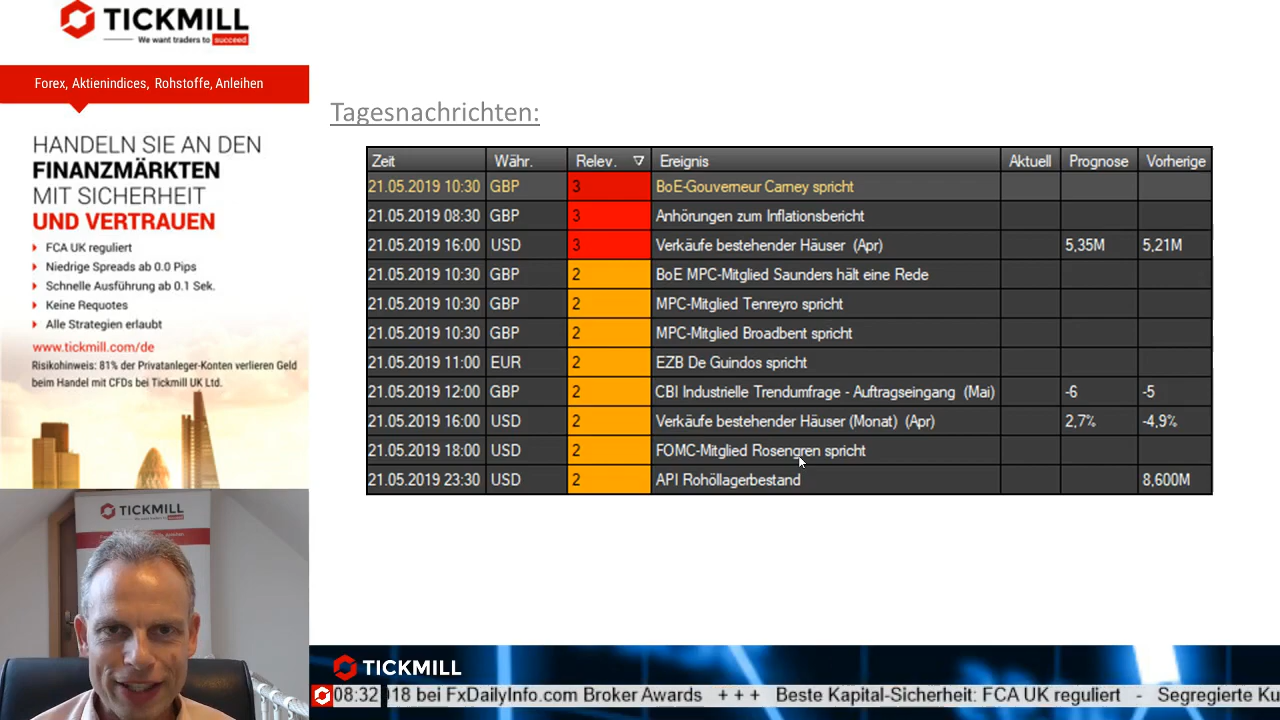 TICKMILL
We want traders to succeed
Forex, Aktienindices, Rohstoffe, Anleihen
HANDELN SIE AN DEN
FINANZMÄRKTEN
MIT SICHERHEIT
UND VERTRAUEN
FCA UK reguliert
Niedrige Spreads ab 0.0 Pips
Schnelle Ausführung ab 0.1 Sek.
Keine Requotes
Alle Strategien erlaubt
www.tickmill.com/de
Risikohinweis: 81% der Privatanleger-Konten verlieren Geld
beim Handel mit CFDs bei Tickmill UK Ltd.
TICKMILL
Tagesnachrichten:
Zeit Währ. Relev. Ereignis Aktuell Prognose Vorherige
21.05.2019 10:30 GBP 3 BoE-Gouverneur Carney spricht
21.05.2019 08:30 GBP 3 Anhörungen zum Inflationsbericht
21.05.2019 16:00 USD 3 Verkäufe bestehender Häuser (Apr) 5,35M 5,21M
21.05.2019 10:30 GBP 2 BoE MPC-Mitglied Saunders hält eine Rede
21.05.2019 10:30 GBP 2 MPC-Mitglied Tenreyro spricht
21.05.2019 10:30 GBP 2 MPC-Mitglied Broadbent spricht
21.05.2019 11:00 EUR 2 EZB De Guindos spricht
21.05.2019 12:00 GBP 2 CBI Industrielle Trendumfrage - Auftragseingang (Mai) -6 -5
21.05.2019 16:00 USD 2 Verkäufe bestehender Häuser (Monat) (Apr) 2,7% -4,9%
21.05.2019 18:00 USD 2 FOMC-Mitglied Rosengren spricht
21.05.2019 23:30 USD 2 API Rohöllagerbestand 8,600M
TICKMILL
08:32 018 bei FxDailyInfo.com Broker Awards + + + Beste Kapital-Sicherheit: FCA UK reguliert - Segregierte Ku